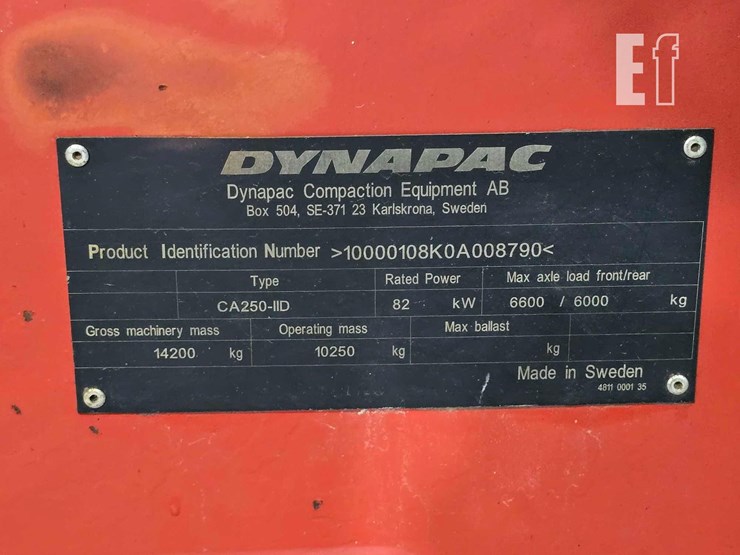 Ef
DYNAPAC
Dynapac Compaction Equipment AB
Box 504, SE-371 23 Karlskrona, Sweden
Product Identification Number >10000108K0A008790<
Type Rated Power Max axle load front/rear
CA250-IID 82 kW 6600 / 6000 kg
Gross machinery mass Operating mass Max ballast
14200 kg 10250 kg kg
Made in Sweden
4811 0001 35